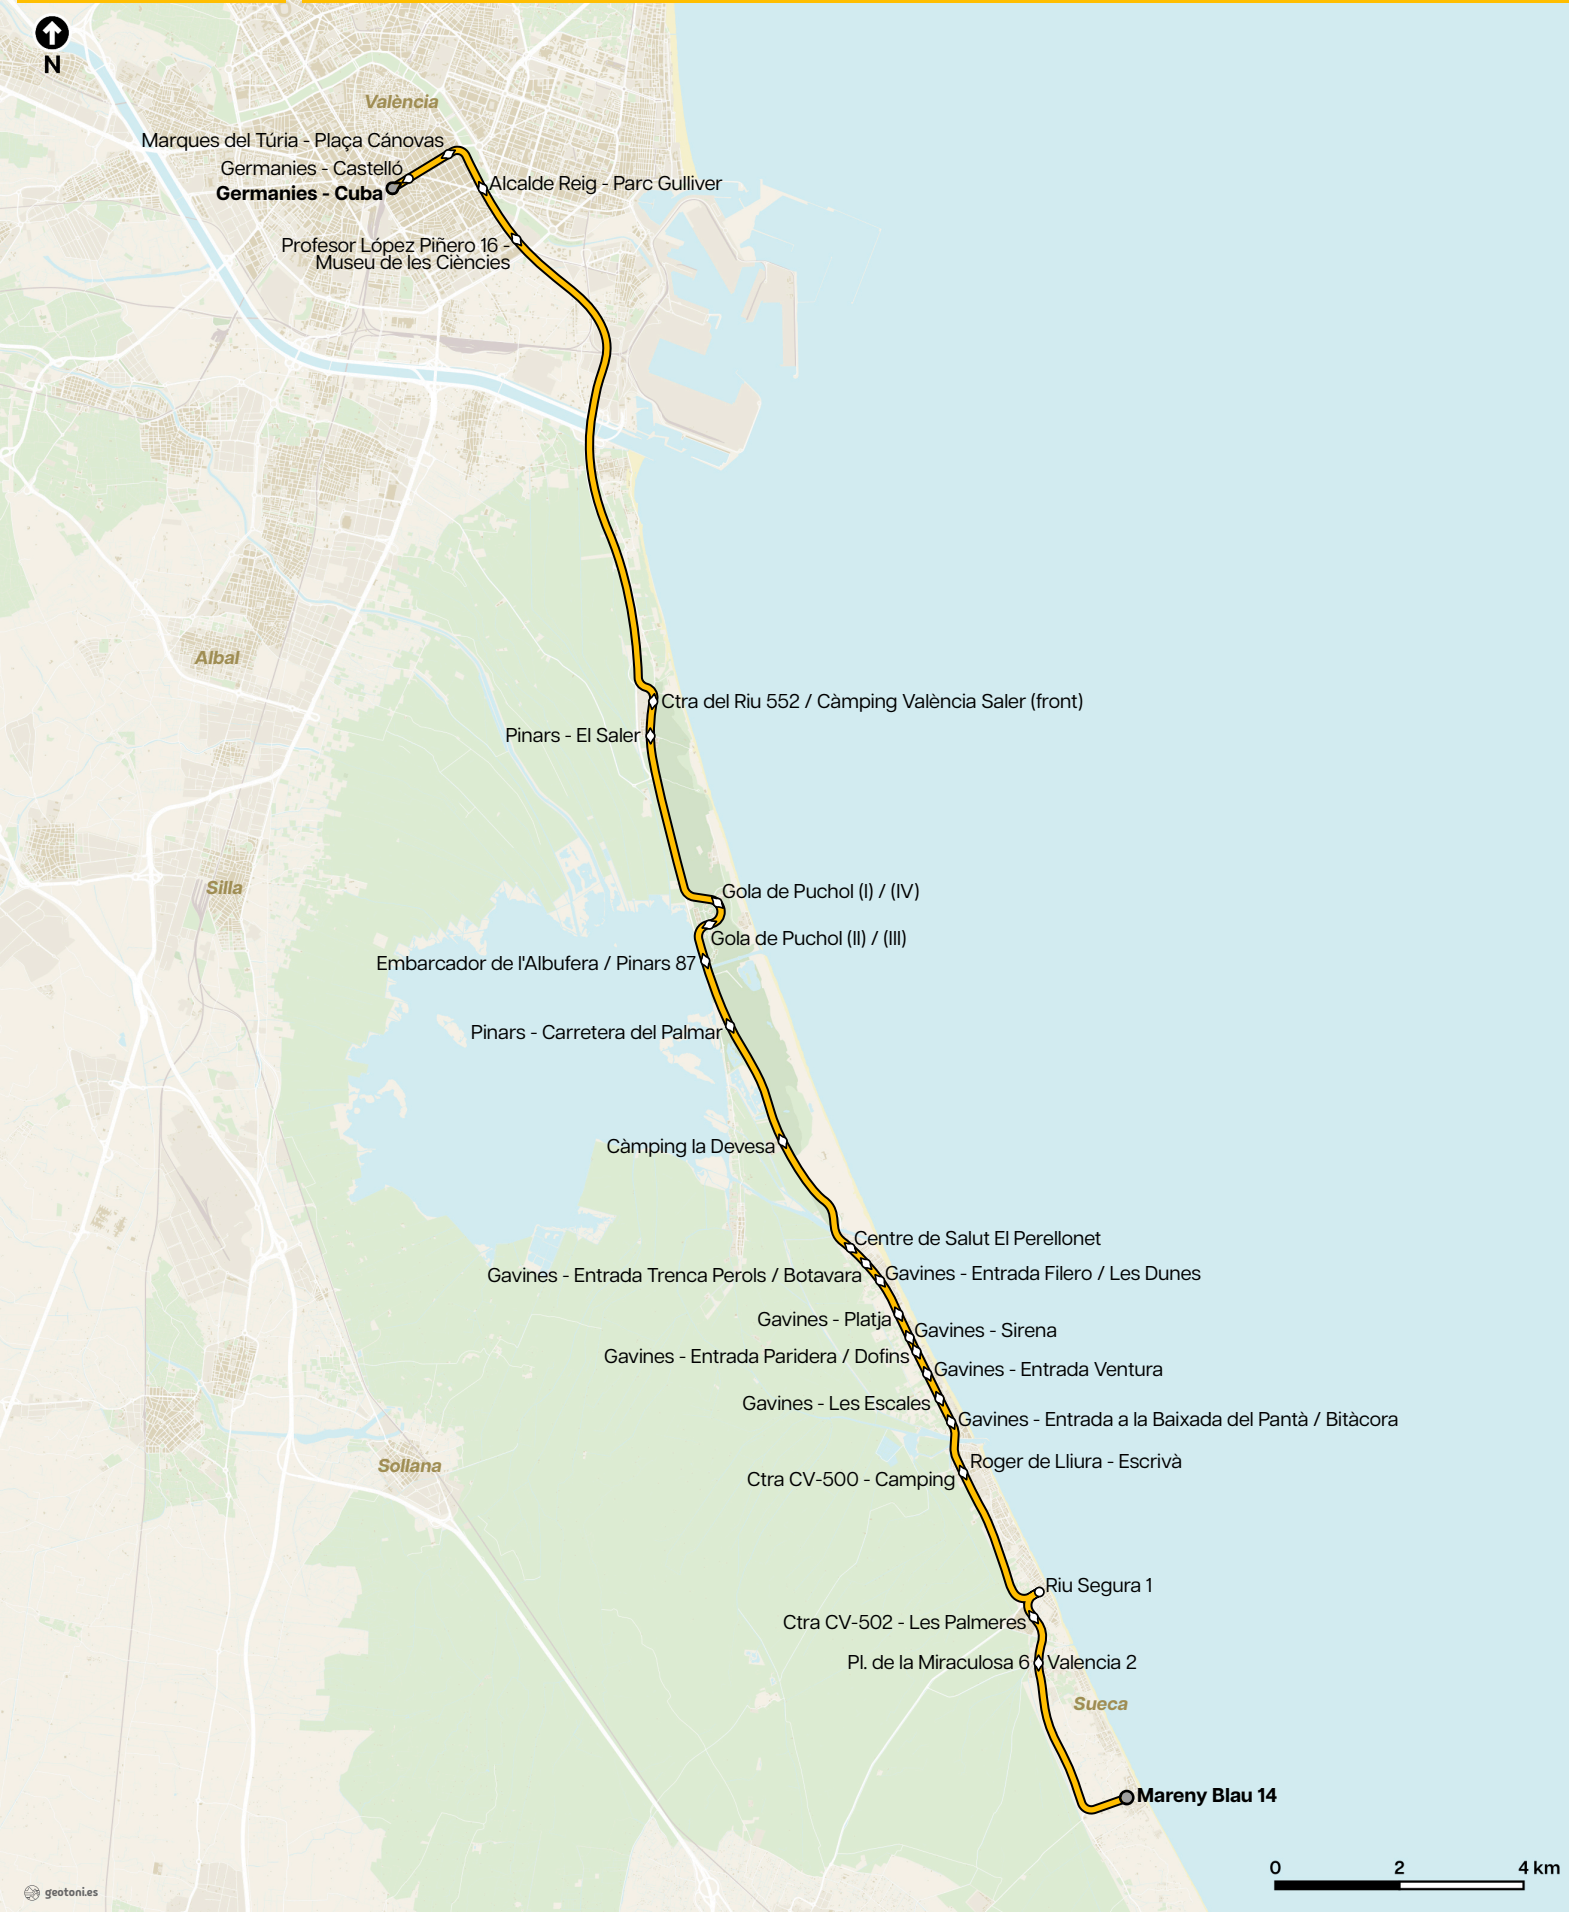 N
València
Marques del Túria - Plaça Cánovas
Germanies - Castelló
Germanies - Cuba
Alcalde Reig - Parc Gulliver
Profesor López Piñero 16 -
Museu de les Ciències
Albal
Ctra del Riu 552 / Càmping València Saler (front)
Pinars - El Saler
Silla
Gola de Puchol (I) / (IV)
Gola de Puchol (II) / (III)
Embarcador de l'Albufera / Pinars 87
Pinars - Carretera del Palmar
Càmping la Devesa
Centre de Salut El Perellonet
Gavines - Entrada Trenca Perols / Botavara
Gavines - Entrada Filero / Les Dunes
Gavines - Platja
Gavines - Sirena
Gavines - Entrada Paridera / Dofins
Gavines - Entrada Ventura
Gavines - Les Escales
Gavines - Entrada a la Baixada del Pantà / Bitàcora
Sollana
Roger de Lliura - Escrivà
Ctra CV-500 - Camping
Riu Segura 1
Ctra CV-502 - Les Palmeres
Pl. de la Miraculosa 6
Valencia 2
Sueca
Mareny Blau 14
0 2 4 km
geotoni.es